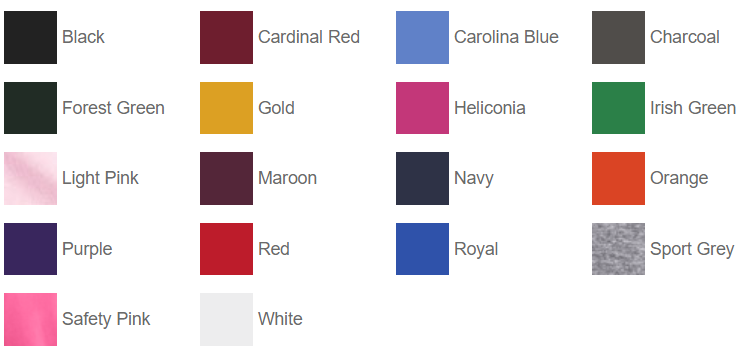 Black
Cardinal Red
Carolina Blue
Charcoal
Forest Green
Gold
Heliconia
Irish Green
Light Pink
Maroon
Navy
Orange
Purple
Red
Royal
Sport Grey
Safety Pink
White